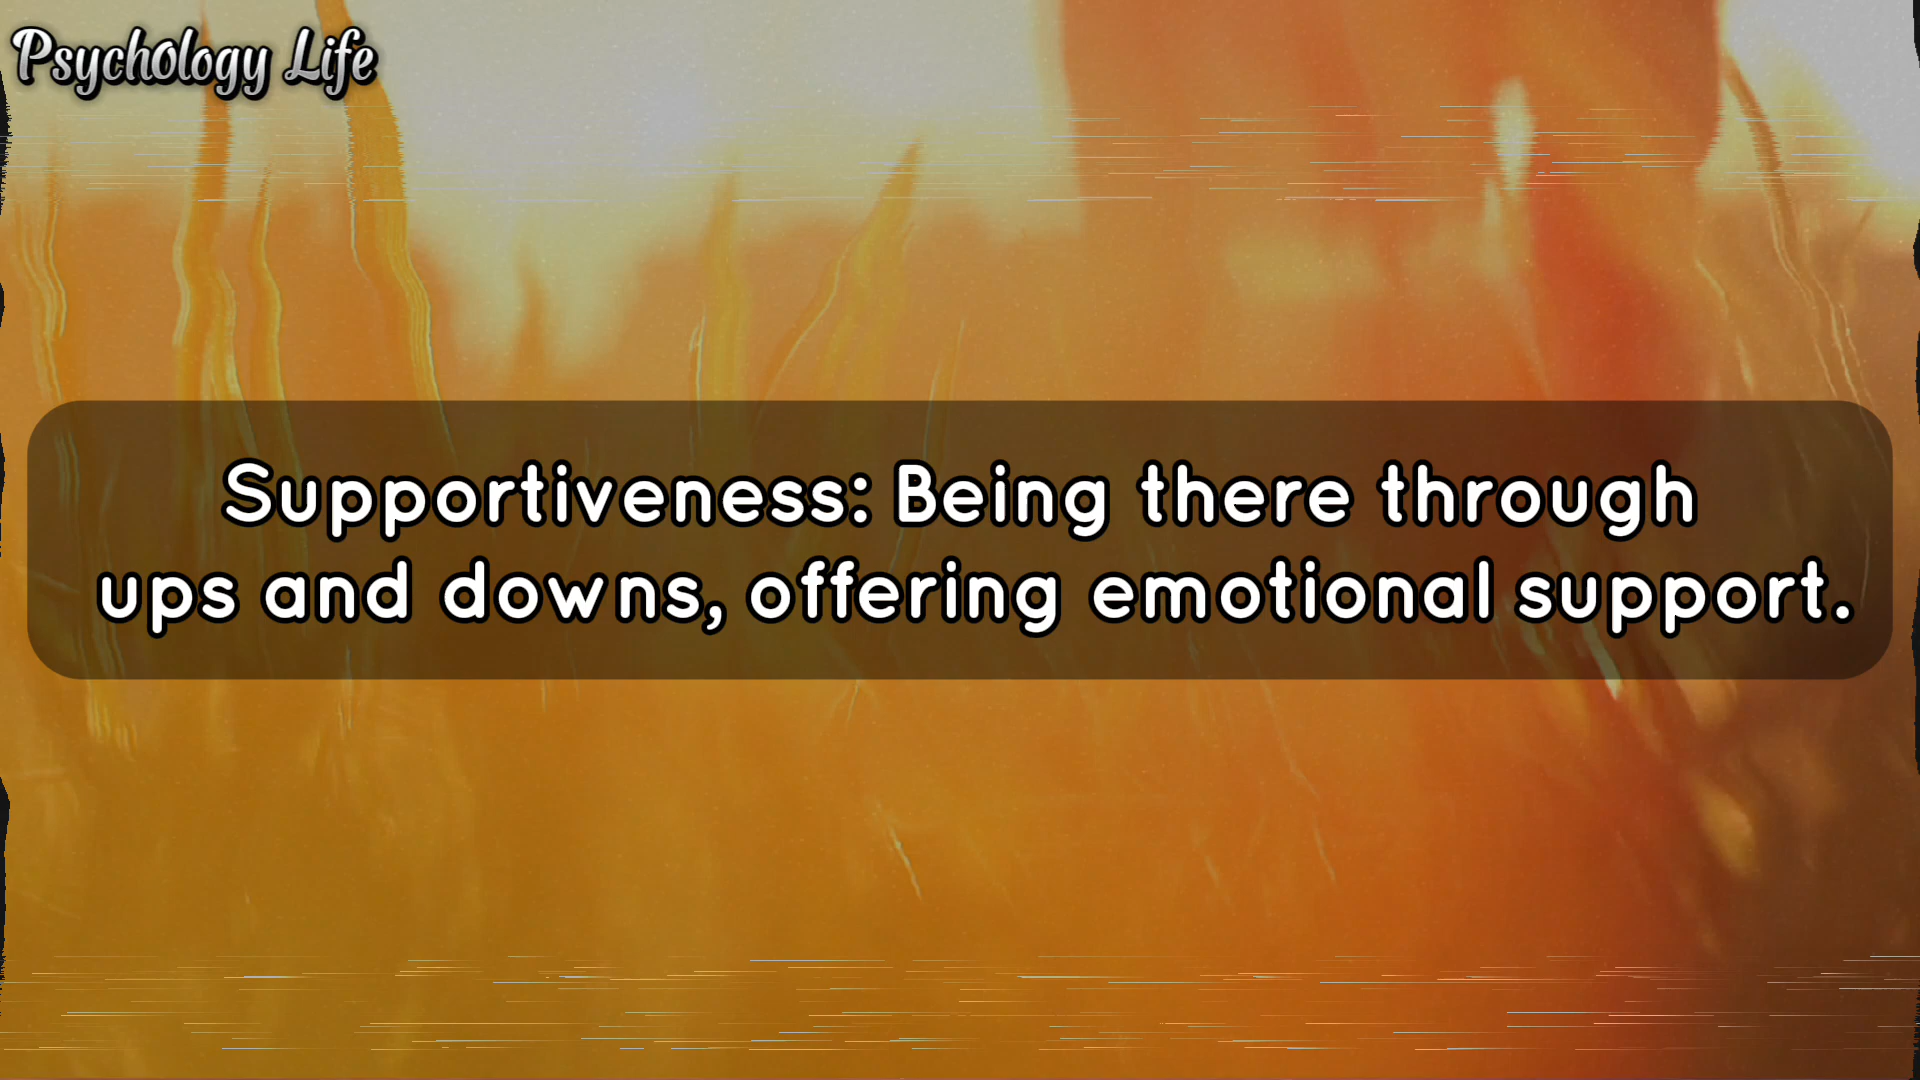 Psychology Life
Supportiveness: Being there through
ups and downs, offering emotional support.